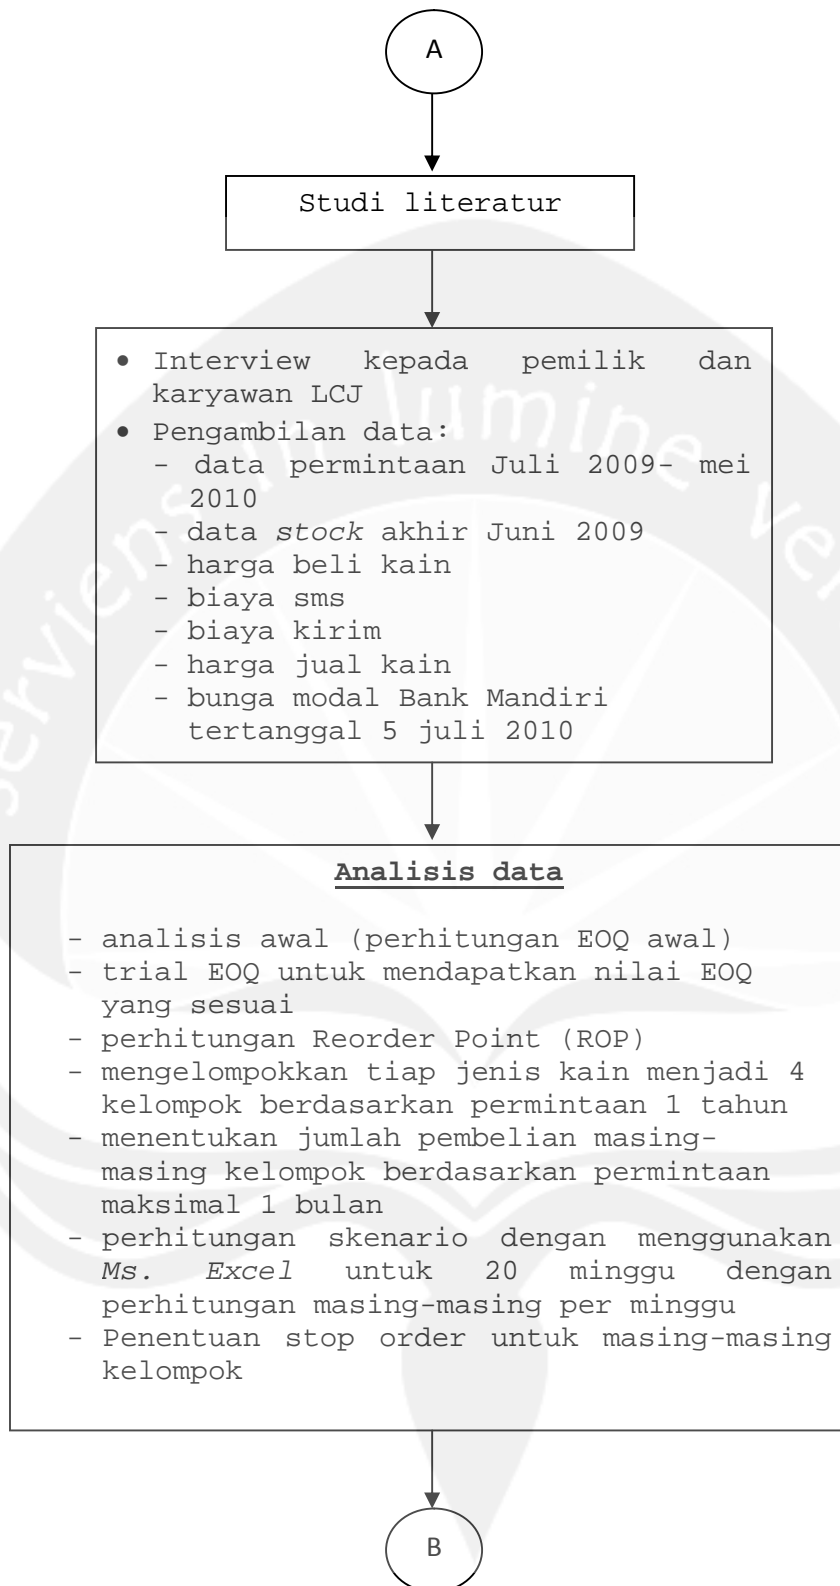 A
Studi literatur
• Interview kepada pemilik dan
karyawan LCJ
• Pengambilan data:
- data permintaan Juli 2009- mei
2010
- data stock akhir Juni 2009
- harga beli kain
- biaya sms
- biaya kirim
- harga jual kain
- bunga modal Bank Mandiri
tertanggal 5 juli 2010
Analisis data
- analisis awal (perhitungan EOQ awal)
- trial EOQ untuk mendapatkan nilai EOQ
yang sesuai
- perhitungan Reorder Point (ROP)
- mengelompokkan tiap jenis kain menjadi 4
kelompok berdasarkan permintaan 1 tahun
- menentukan jumlah pembelian masing-
masing kelompok berdasarkan permintaan
maksimal 1 bulan
- perhitungan skenario dengan menggunakan
Ms. Excel untuk 20 minggu dengan
perhitungan masing-masing per minggu
- Penentuan stop order untuk masing-masing
kelompok
B
serviens in lumine